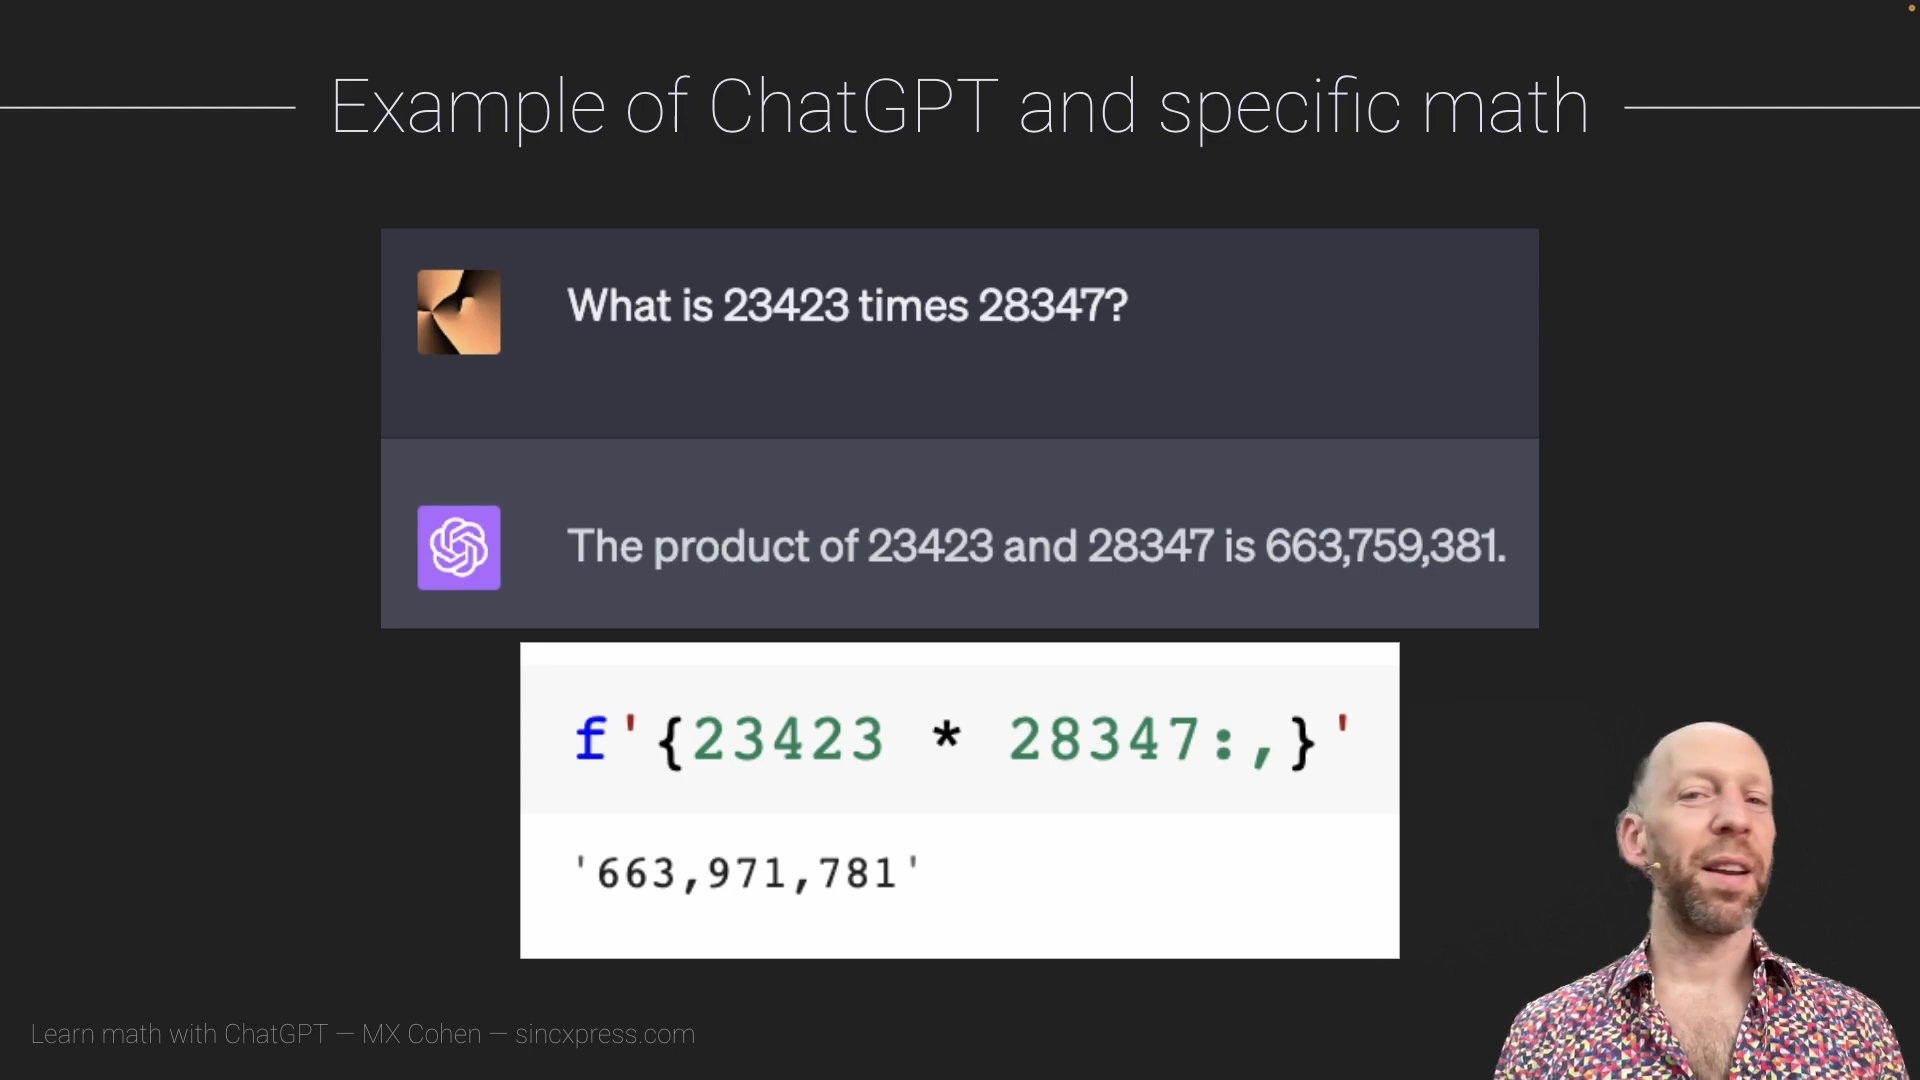 Example of ChatGPT and specific math
What is 23423 times 28347?
The product of 23423 and 28347 is 663,759,381.
f'{23423 * 28347:,}'
'663,971,781'
Learn math with ChatGPT — MX Cohen — sincxpress.com